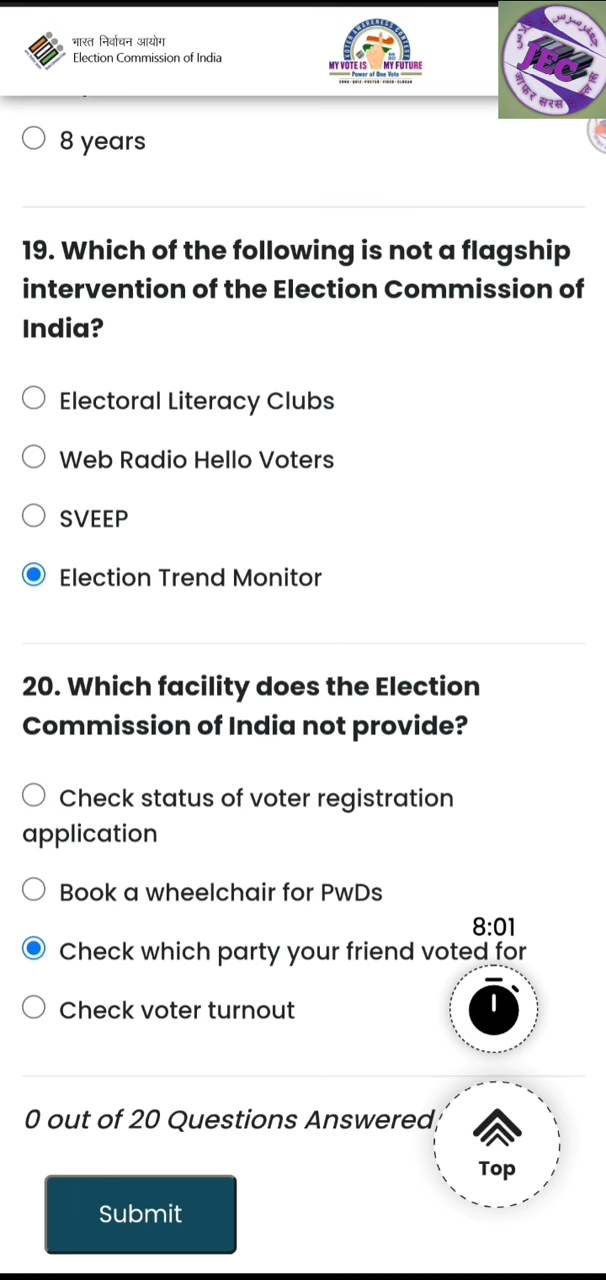 भारत निर्वाचन आयोग
Election Commission of India
VOTER AWARENESS CONTEST
MY VOTE IS MY FUTURE
Power of One Vote
JEC
8 years
19. Which of the following is not a flagship
intervention of the Election Commission of
India?
Electoral Literacy Clubs
Web Radio Hello Voters
SVEEP
Election Trend Monitor
20. Which facility does the Election
Commission of India not provide?
Check status of voter registration
application
Book a wheelchair for PwDs
8:01
Check which party your friend voted for
Check voter turnout
0 out of 20 Questions Answered
Top
Submit